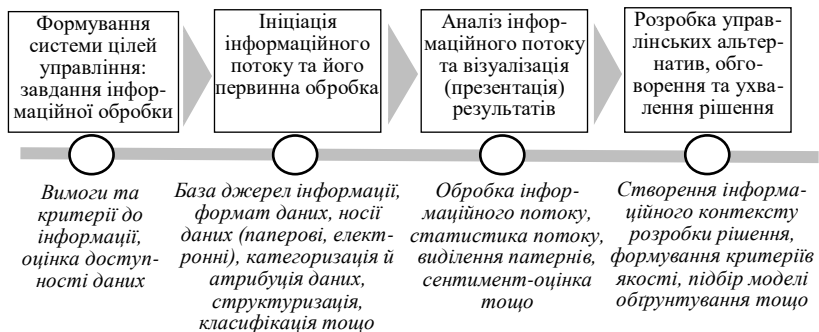 Формування
системи цілей
управління:
завдання інфор-
маційної обробки
Ініціація
інформаційного
потоку та його
первинна обробка
Аналіз інфор-
маційного потоку
та візуалізація
(презентація)
результатів
Розробка управ-
лінських альтер-
натив, обго-
ворення та ухва-
лення рішення
Вимоги та
критерії до
інформації,
оцінка доступ-
ності даних
База джерел інформації,
формат даних, носії
даних (паперові, елект-
ронні), категоризація й
атрибуція даних,
структуризація,
класифікація тощо
Обробка інфор-
маційного потоку,
статистика потоку,
виділення патернів,
сентимент-оцінка
тощо
Створення інформа-
ційного контексту
розробки рішення,
формування критеріїв
якості, підбір моделі
обґрунтування тощо